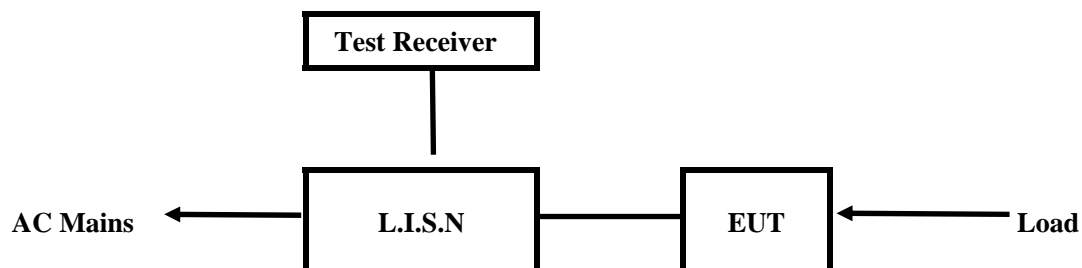 Test Receiver
AC Mains
L.I.S.N
EUT
Load